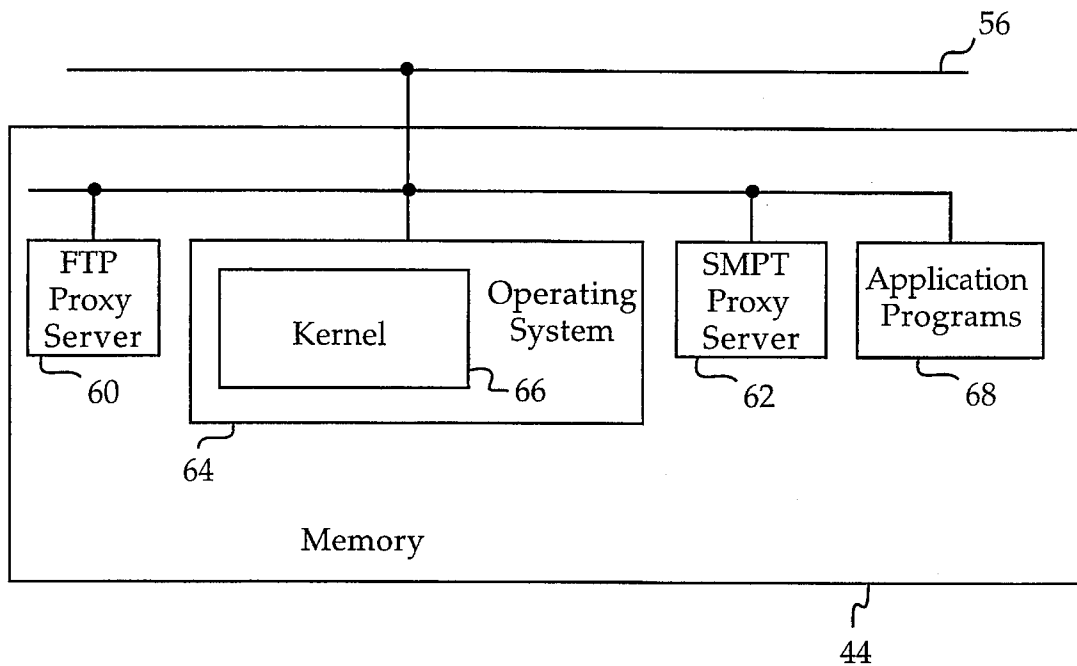 56
FTP
Proxy
Server
60
Kernel
66
Operating
System
64
SMPT
Proxy
Server
62
Application
Programs
68
Memory
44